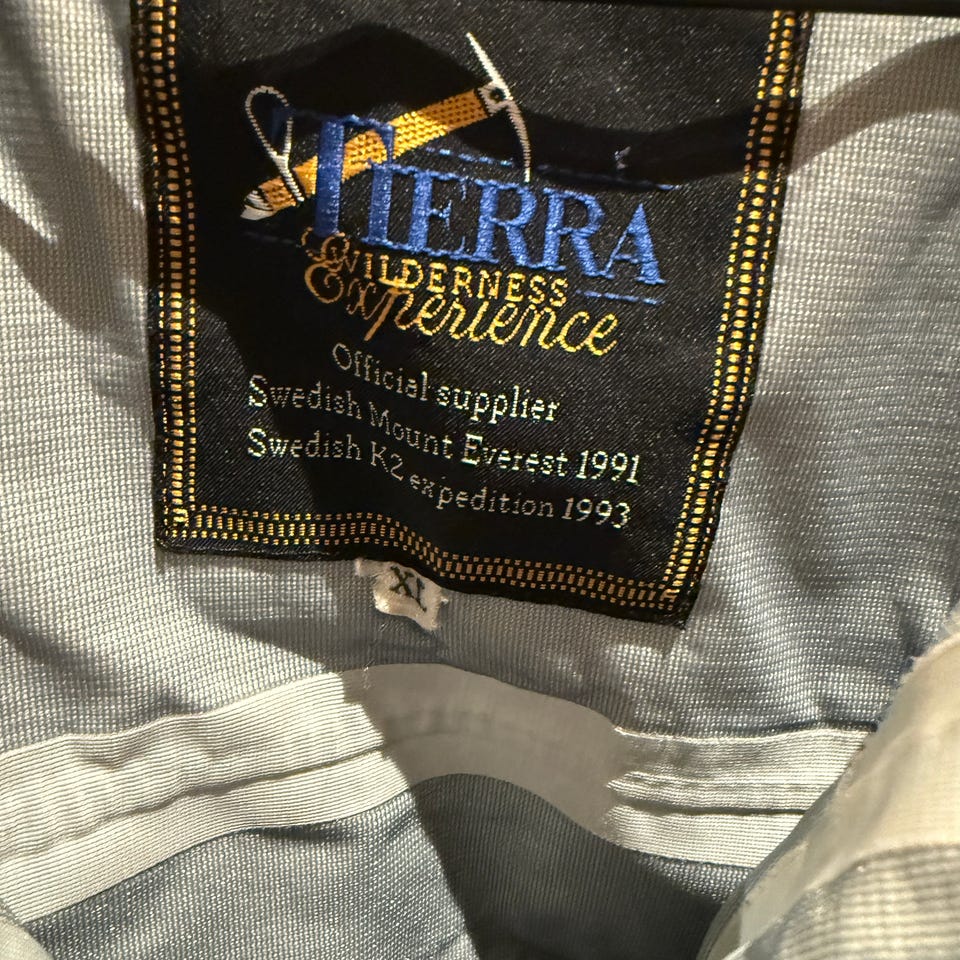 TIERRA
WILDERNESS
Experience
Official supplier
Swedish Mount Everest 1991
Swedish K2 expedition 1993
XL